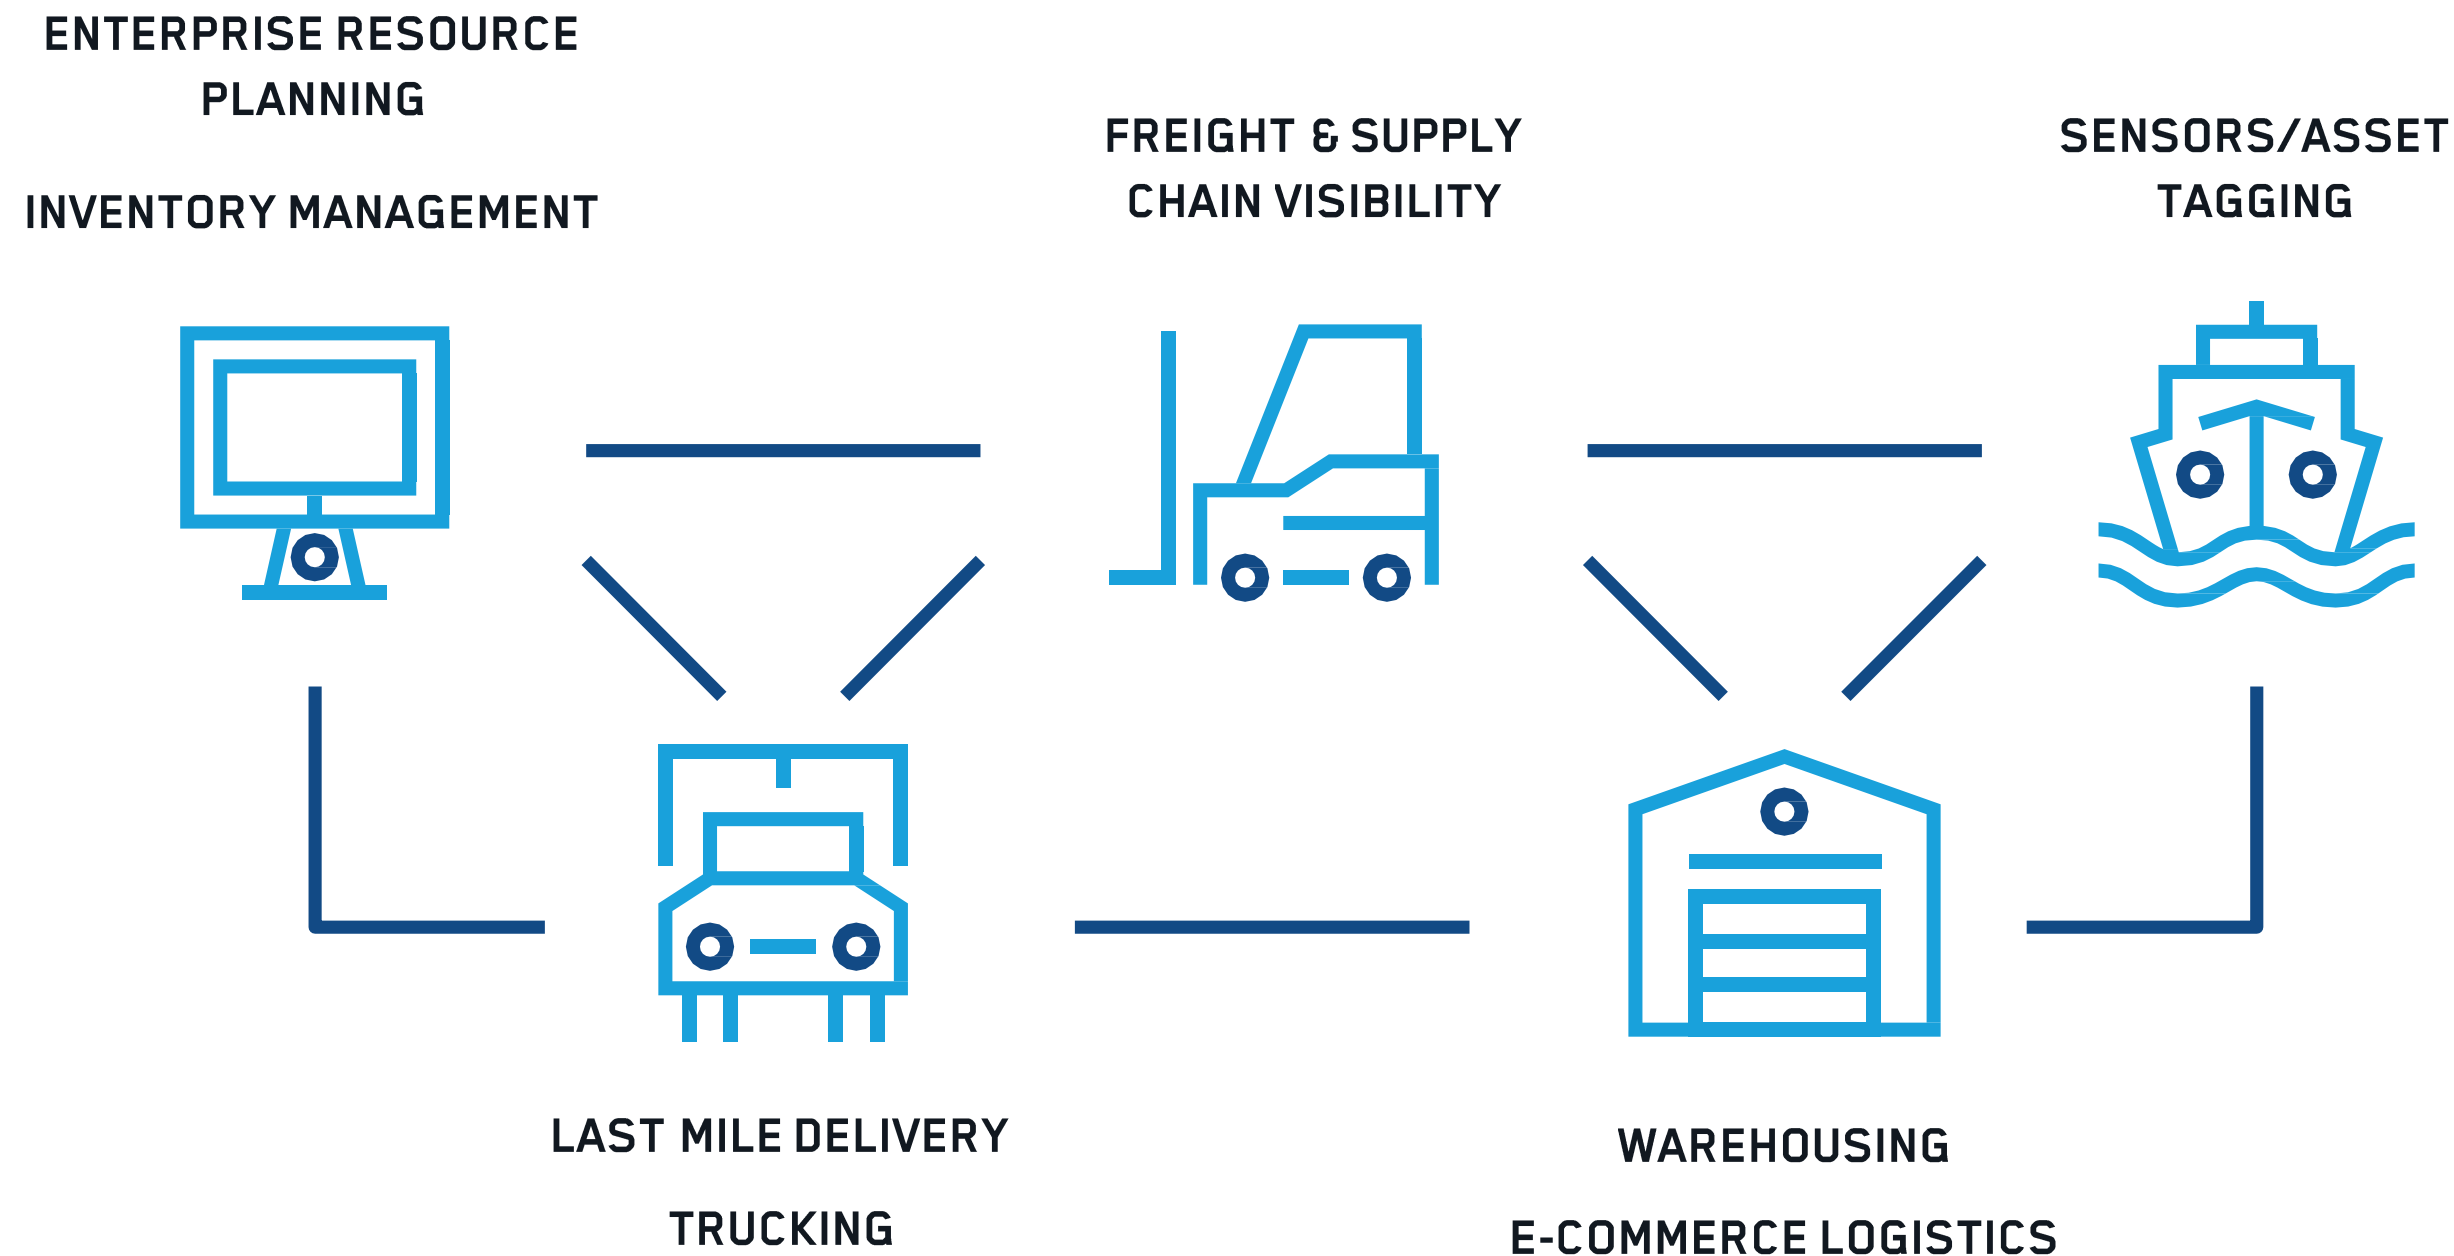 ENTERPRISE RESOURCE
PLANNING
INVENTORY MANAGEMENT
FREIGHT & SUPPLY
CHAIN VISIBILITY
SENSORS/ASSET
TAGGING
LAST MILE DELIVERY
TRUCKING
WAREHOUSING
E-COMMERCE LOGISTICS